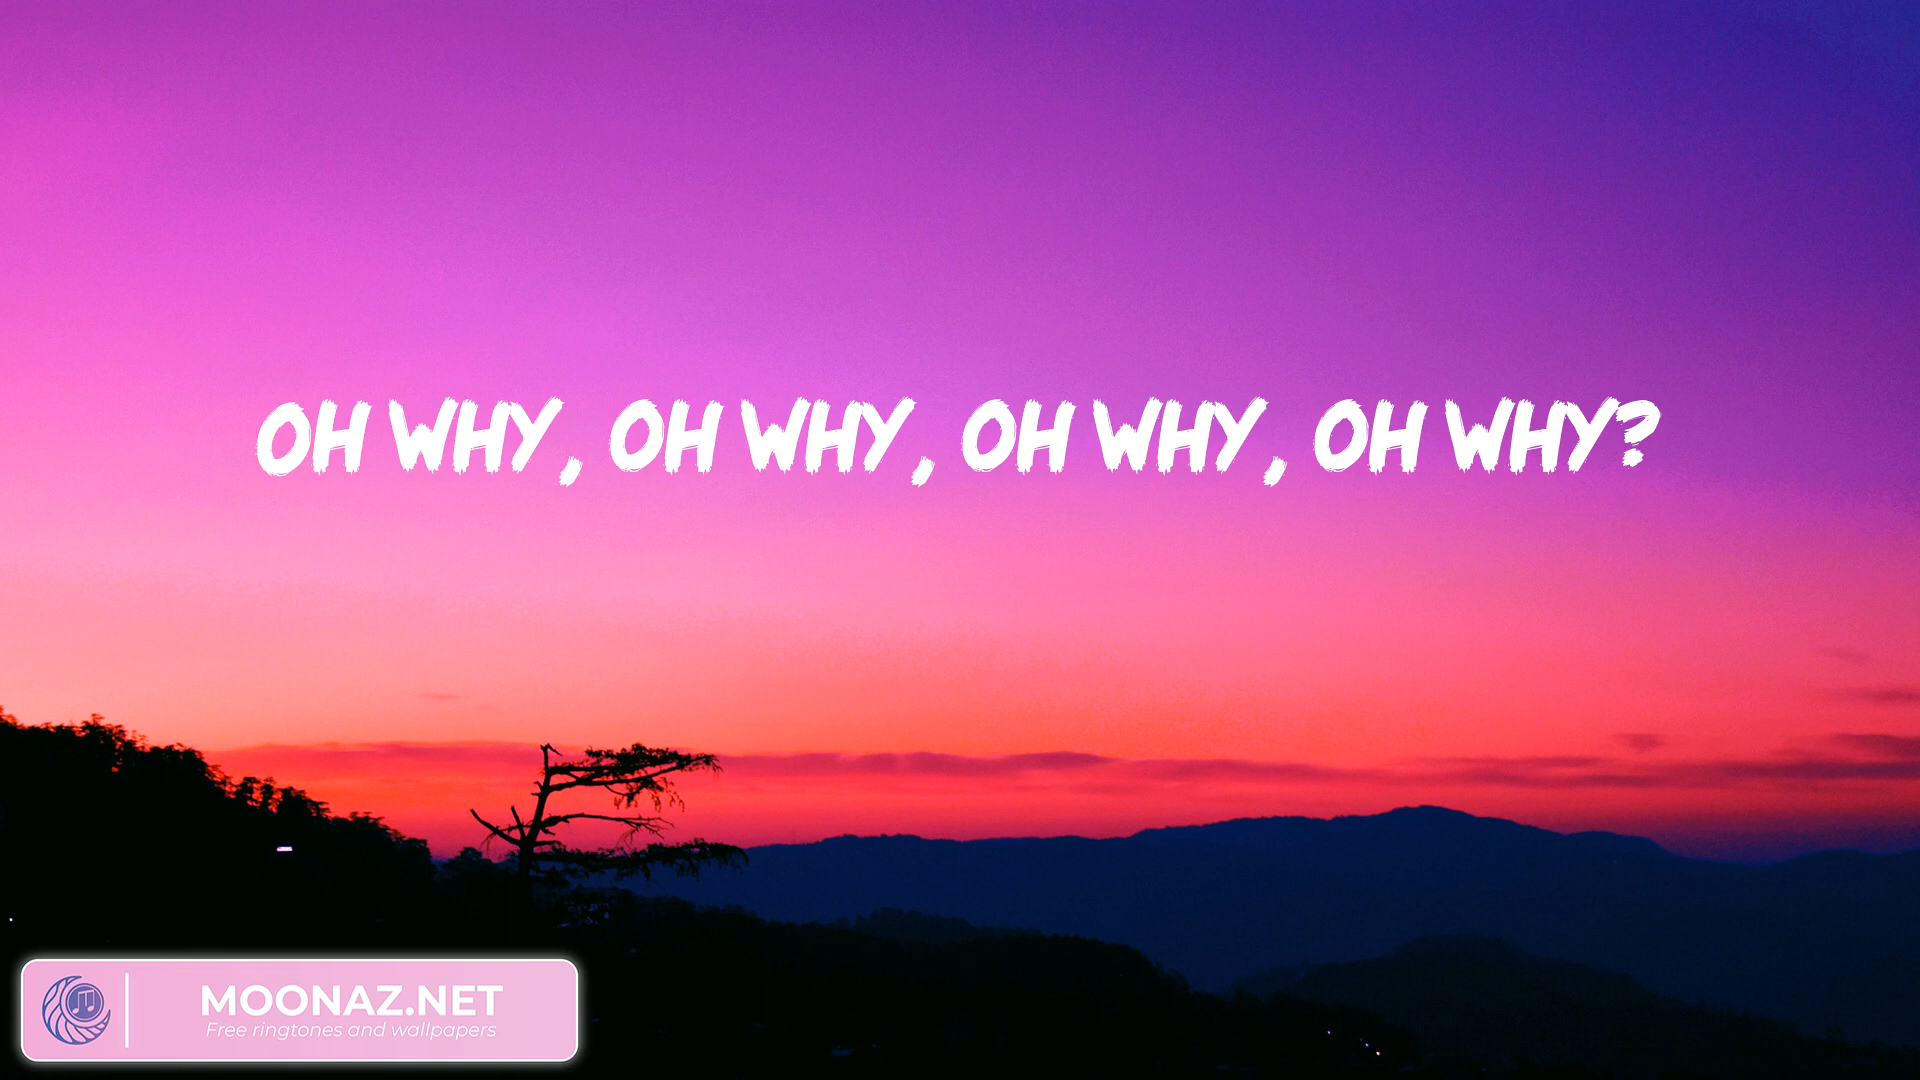 OH WHY, OH WHY, OH WHY, OH WHY?
MOONAZ.NET
Free ringtones and wallpapers